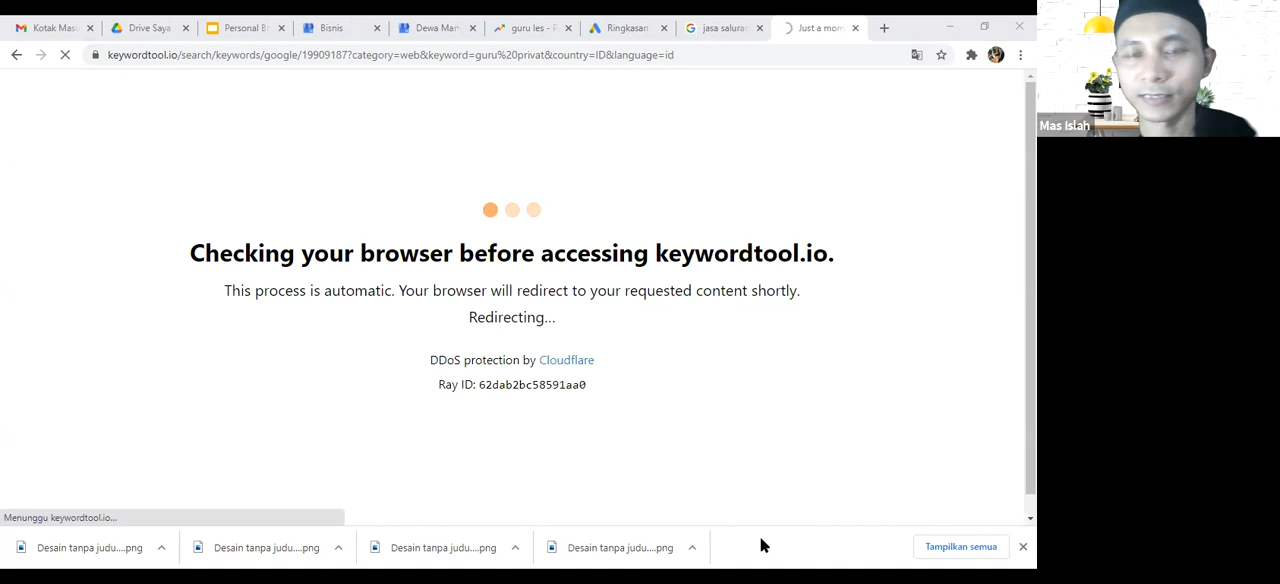 Kotak Masu
Drive Saya
Personal B
Bisnis
Dewa Mam
guru les - P
Ringkasan
jasa saluran
Just a mom
keywordtool.io/search/keywords/google/19909187?category=web&keyword=guru%20privat&country=ID&language=id
Mas Islah
Checking your browser before accessing keywordtool.io.
This process is automatic. Your browser will redirect to your requested content shortly.
Redirecting...
DDoS protection by Cloudflare
Ray ID: 62dab2bc58591aa0
Menunggu keywordtool.io...
Desain tanpa judu....png
Desain tanpa judu....png
Desain tanpa judu....png
Desain tanpa judu....png
Tampilkan semua